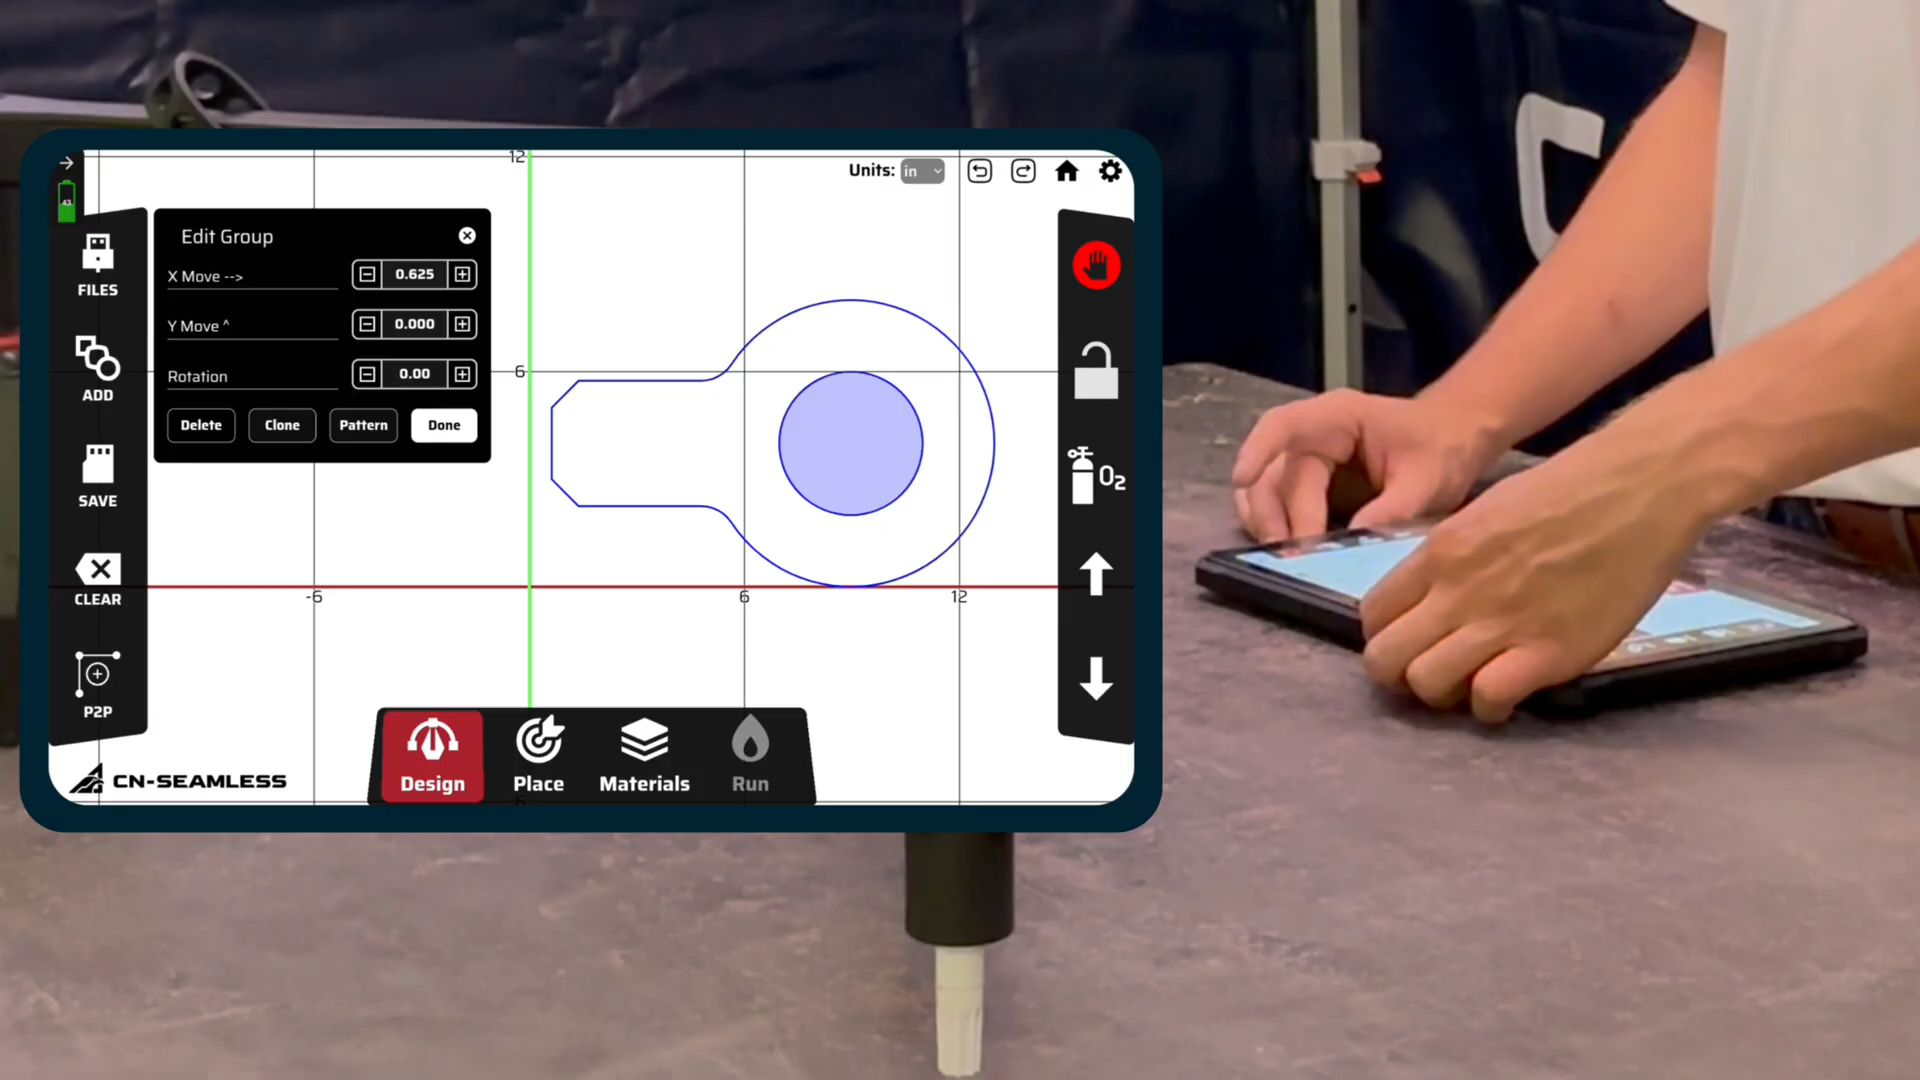 12
Units: in
43
Edit Group
X Move --> 0.625
Y Move ^ 0.000
Rotation 0.00
Delete Clone Pattern Done
FILES
ADD
SAVE
CLEAR
P2P
6
-6
6
12
O2
Design Place Materials Run
CN-SEAMLESS